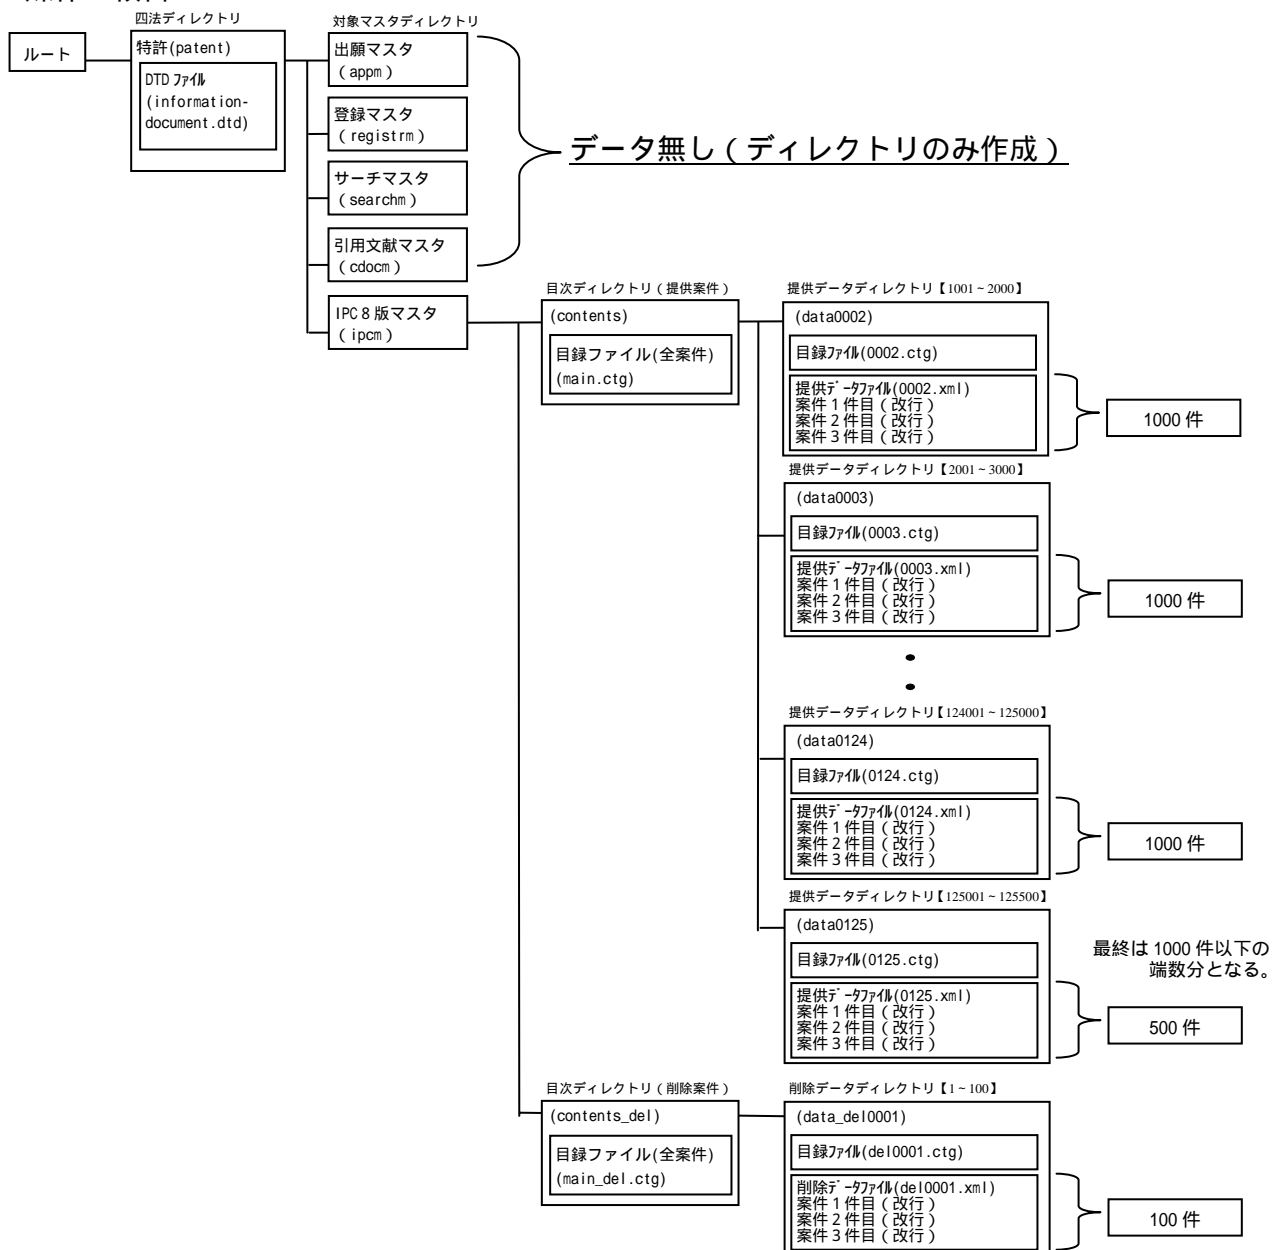 四法ディレクトリ
対象マスタディレクトリ
ルート
特許(patent)
DTD ﾌｧｲﾙ
(information-
document.dtd)
出願マスタ
(appm)
登録マスタ
(registrm)
サーチマスタ
(searchm)
引用文献マスタ
(cdocm)
IPC８版マスタ
(ipcm)
データ無し(ディレクトリのみ作成)
目次ディレクトリ(提供案件)
(contents)
目録ファイル(全案件)
(main.ctg)
提供データディレクトリ【1001～2000】
(data0002)
目録ﾌｧｲﾙ(0002.ctg)
提供ﾃﾞｰﾀﾌｧｲﾙ(0002.xml)
案件１件目(改行)
案件２件目(改行)
案件３件目(改行)
1000 件
提供データディレクトリ【2001～3000】
(data0003)
目録ﾌｧｲﾙ(0003.ctg)
提供ﾃﾞｰﾀﾌｧｲﾙ(0003.xml)
案件１件目(改行)
案件２件目(改行)
案件３件目(改行)
1000 件
提供データディレクトリ【124001～125000】
(data0124)
目録ﾌｧｲﾙ(0124.ctg)
提供ﾃﾞｰﾀﾌｧｲﾙ(0124.xml)
案件１件目(改行)
案件２件目(改行)
案件３件目(改行)
1000 件
提供データディレクトリ【125001～125500】
(data0125)
目録ﾌｧｲﾙ(0125.ctg)
提供ﾃﾞｰﾀﾌｧｲﾙ(0125.xml)
案件１件目(改行)
案件２件目(改行)
案件３件目(改行)
最終は 1000 件以下の
端数分となる。
500 件
目次ディレクトリ(削除案件)
(contents_del)
目録ファイル(全案件)
(main_del.ctg)
削除データディレクトリ【1～100】
(data_del0001)
目録ﾌｧｲﾙ(del0001.ctg)
削除ﾃﾞｰﾀﾌｧｲﾙ(del0001.xml)
案件１件目(改行)
案件２件目(改行)
案件３件目(改行)
100 件